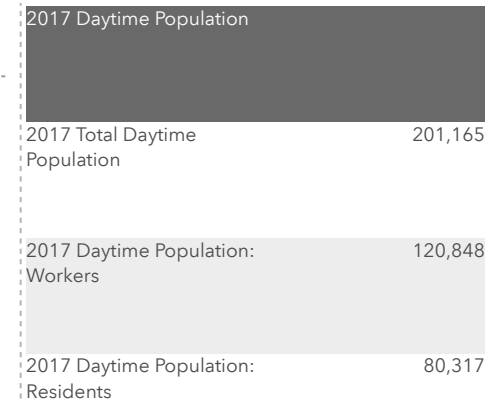 2017 Daytime Population
2017 Total Daytime 201,165
Population
2017 Daytime Population: 120,848
Workers
2017 Daytime Population: 80,317
Residents